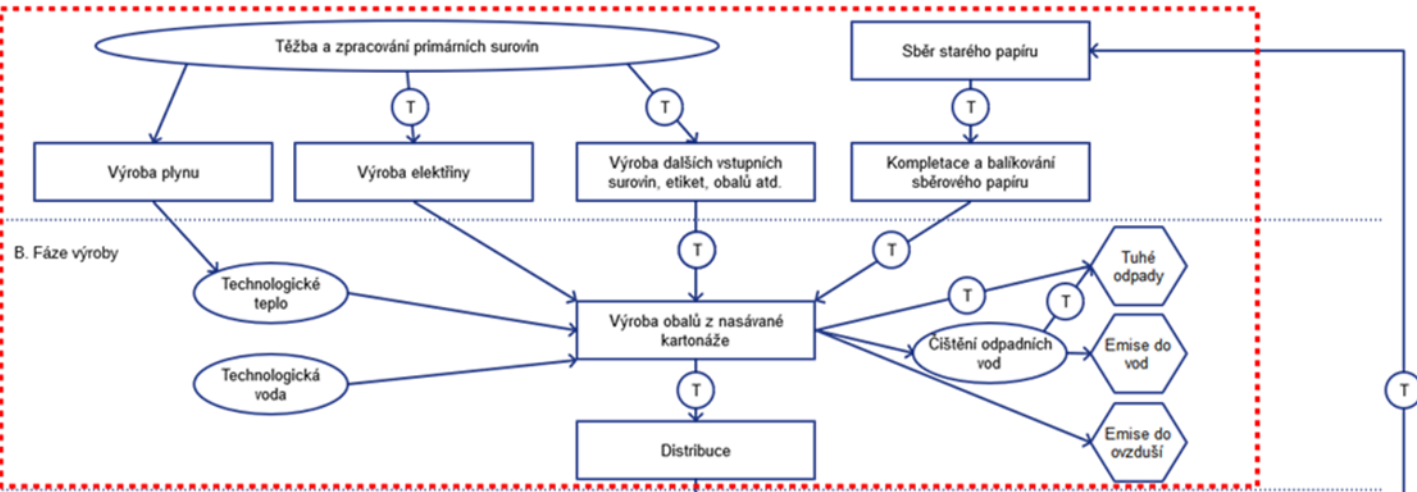 Těžba a zpracování primárních surovin
Sběr starého papíru
T
T
T
Výroba plynu
Výroba elektřiny
Výroba dalších vstupních
surovin, etiket, obalů atd.
Kompletace a balíkování
sběrového papíru
B. Fáze výroby
T
T
Tuhé
odpady
Technologické
teplo
T
T
Výroba obalů z nasávané
kartonáže
Čištění odpadních
vod
Emise do
vod
Technologická
voda
T
T
Distribuce
Emise do
ovzduší